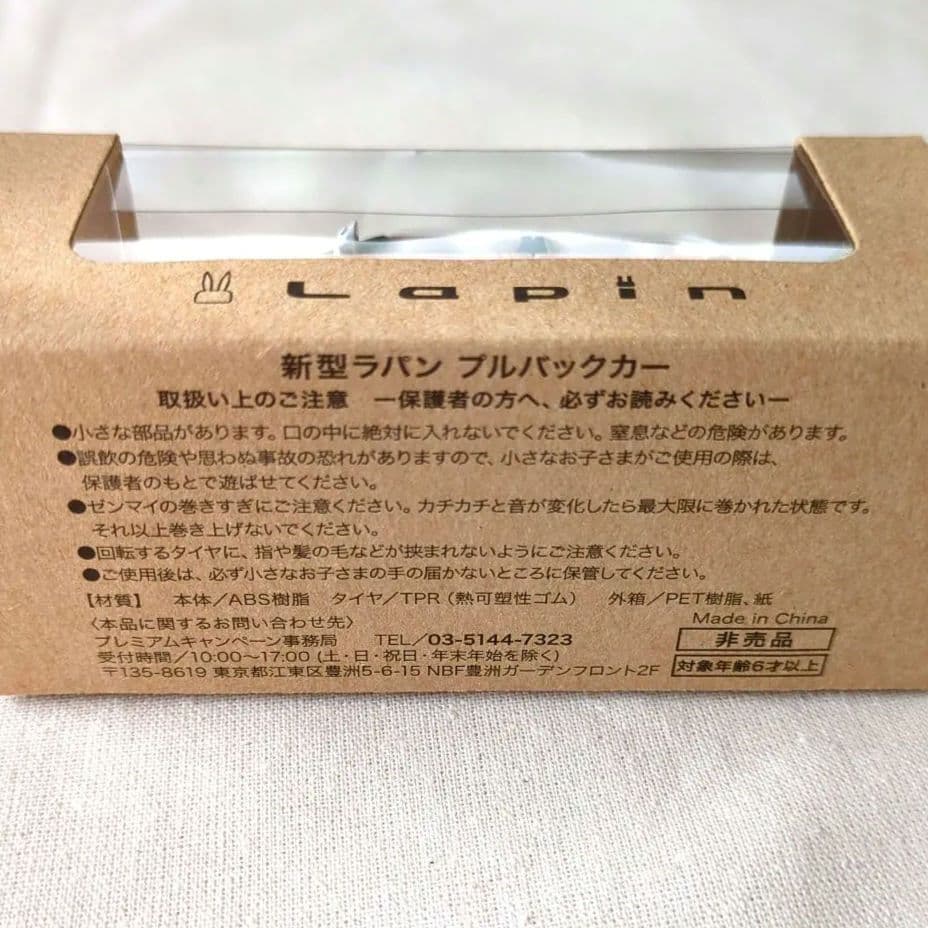 Lapin
新型ラパン プルバックカー
取扱い上のご注意 ー保護者の方へ、必ずお読みくださいー
●小さな部品があります。口の中に絶対に入れないでください。窒息などの危険があります。
●誤飲の危険や思わぬ事故の恐れがありますので、小さなお子さまがご使用の際は、
保護者のもとで遊ばせてください。
●ゼンマイの巻きすぎにご注意ください。カチカチと音が変化したら最大限に巻かれた状態です。
それ以上巻き上げないでください。
●回転するタイヤに、指や髪の毛などが挟まれないようにご注意ください。
●ご使用後は、必ず小さなお子さまの手の届かないところに保管してください。
【材質】 本体/ABS樹脂 タイヤ/TPR(熱可塑性ゴム) 外箱/PET樹脂、紙
〈本品に関するお問い合わせ先〉 Made in China
プレミアムキャンペーン事務局 TEL/03-5144-7323 非売品
受付時間/10:00〜17:00(土・日・祝日・年末年始を除く)
〒135-8619 東京都江東区豊洲5-6-15 NBF豊洲ガーデンフロント2F 対象年齢6才以上